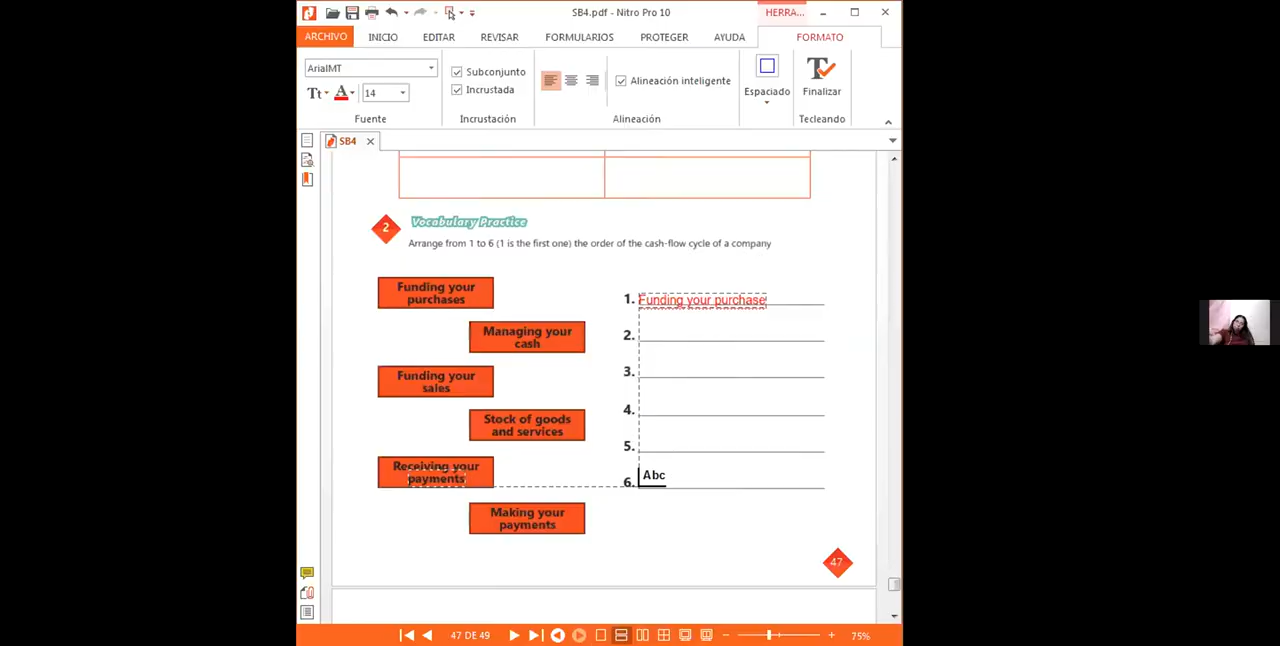 SB4.pdf - Nitro Pro 10
HERRA...
ARCHIVO INICIO EDITAR REVISAR FORMULARIOS PROTEGER AYUDA FORMATO
ArialMT
Subconjunto
Alineación inteligente
Tt A 14
Incrustada
Espaciado
Finalizar
Fuente Incrustación Alineación Tecleando
SB4
2 Vocabulary Practice
Arrange from 1 to 6 (1 is the first one) the order of the cash-flow cycle of a company
Funding your
purchases
Managing your
cash
Funding your
sales
Stock of goods
and services
Receiving your
payments
Making your
payments
1. Funding your purchase
2.
3.
4.
5.
6. Abc
47
47 DE 49
75%